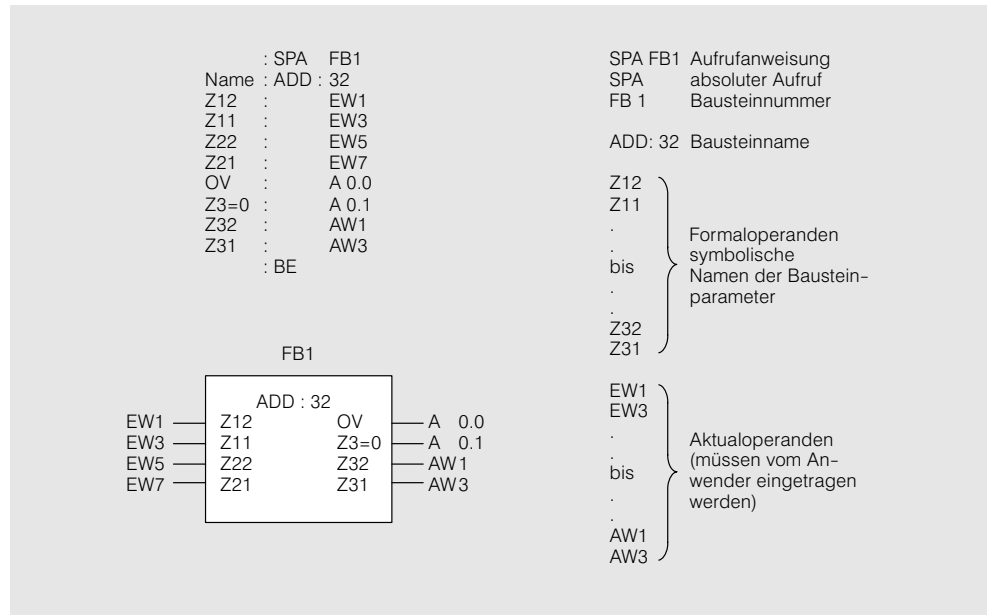 : SPA FB1
Name : ADD : 32
Z12 : EW1
Z11 : EW3
Z22 : EW5
Z21 : EW7
OV : A 0.0
Z3=0 : A 0.1
Z32 : AW1
Z31 : AW3
: BE
FB1
ADD : 32
EW1 Z12 OV A 0.0
EW3 Z11 Z3=0 A 0.1
EW5 Z22 Z32 AW1
EW7 Z21 Z31 AW3
SPA FB1 Aufrufanweisung
SPA absoluter Aufruf
FB 1 Bausteinnummer
ADD: 32 Bausteinname
Z12
Z11
.
.
bis
.
.
Z32
Z31
Formaloperanden
symbolische
Namen der Baustein-
parameter
EW1
EW3
.
.
bis
.
.
AW1
AW3
Aktualoperanden
(müssen vom An-
wender eingetragen
werden)